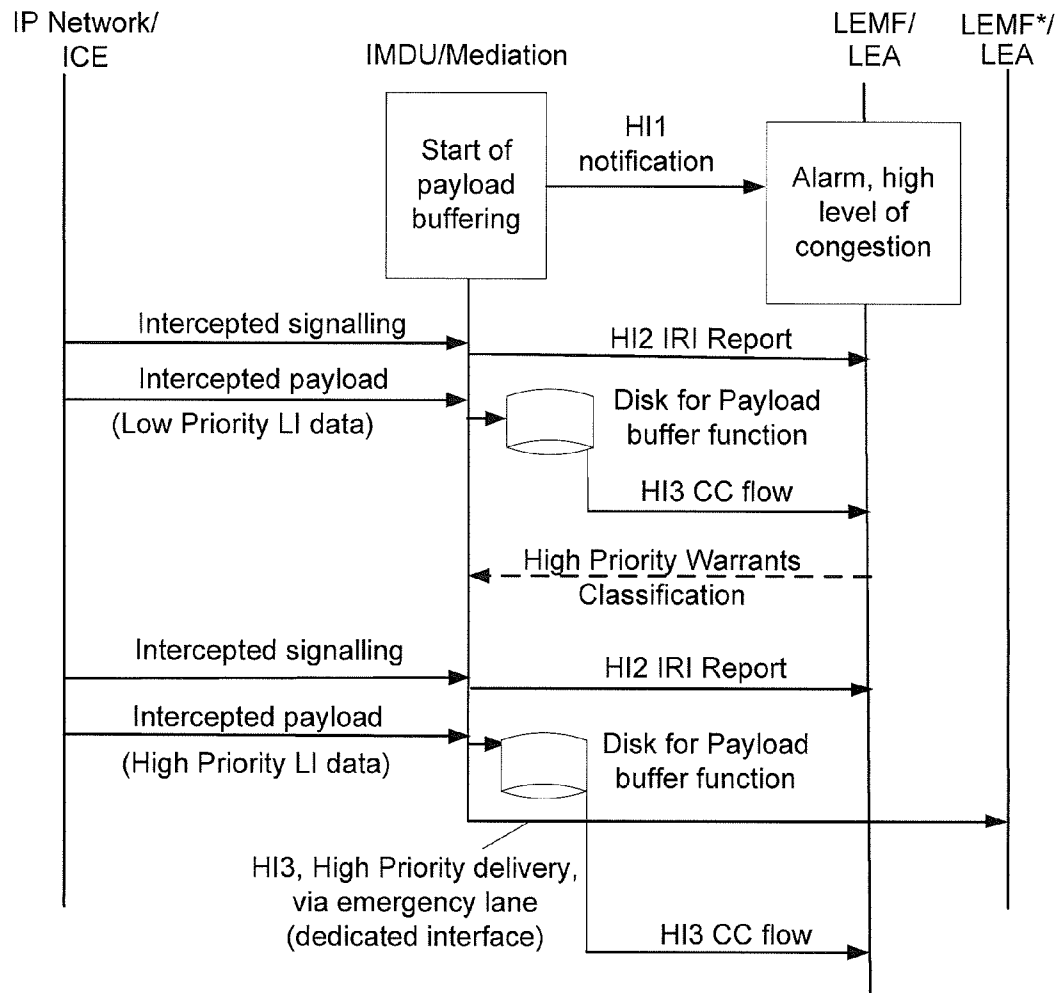 IP Network/
ICE
IMDU/Mediation
LEMF/
LEA
LEMF*/
LEA
Start of
payload
buffering
HI1
notification
Alarm, high
level of
congestion
Intercepted signalling
HI2 IRI Report
Intercepted payload
(Low Priority LI data)
Disk for Payload
buffer function
HI3 CC flow
High Priority Warrants
Classification
Intercepted signalling
HI2 IRI Report
Intercepted payload
(High Priority LI data)
Disk for Payload
buffer function
HI3, High Priority delivery,
via emergency lane
(dedicated interface)
HI3 CC flow